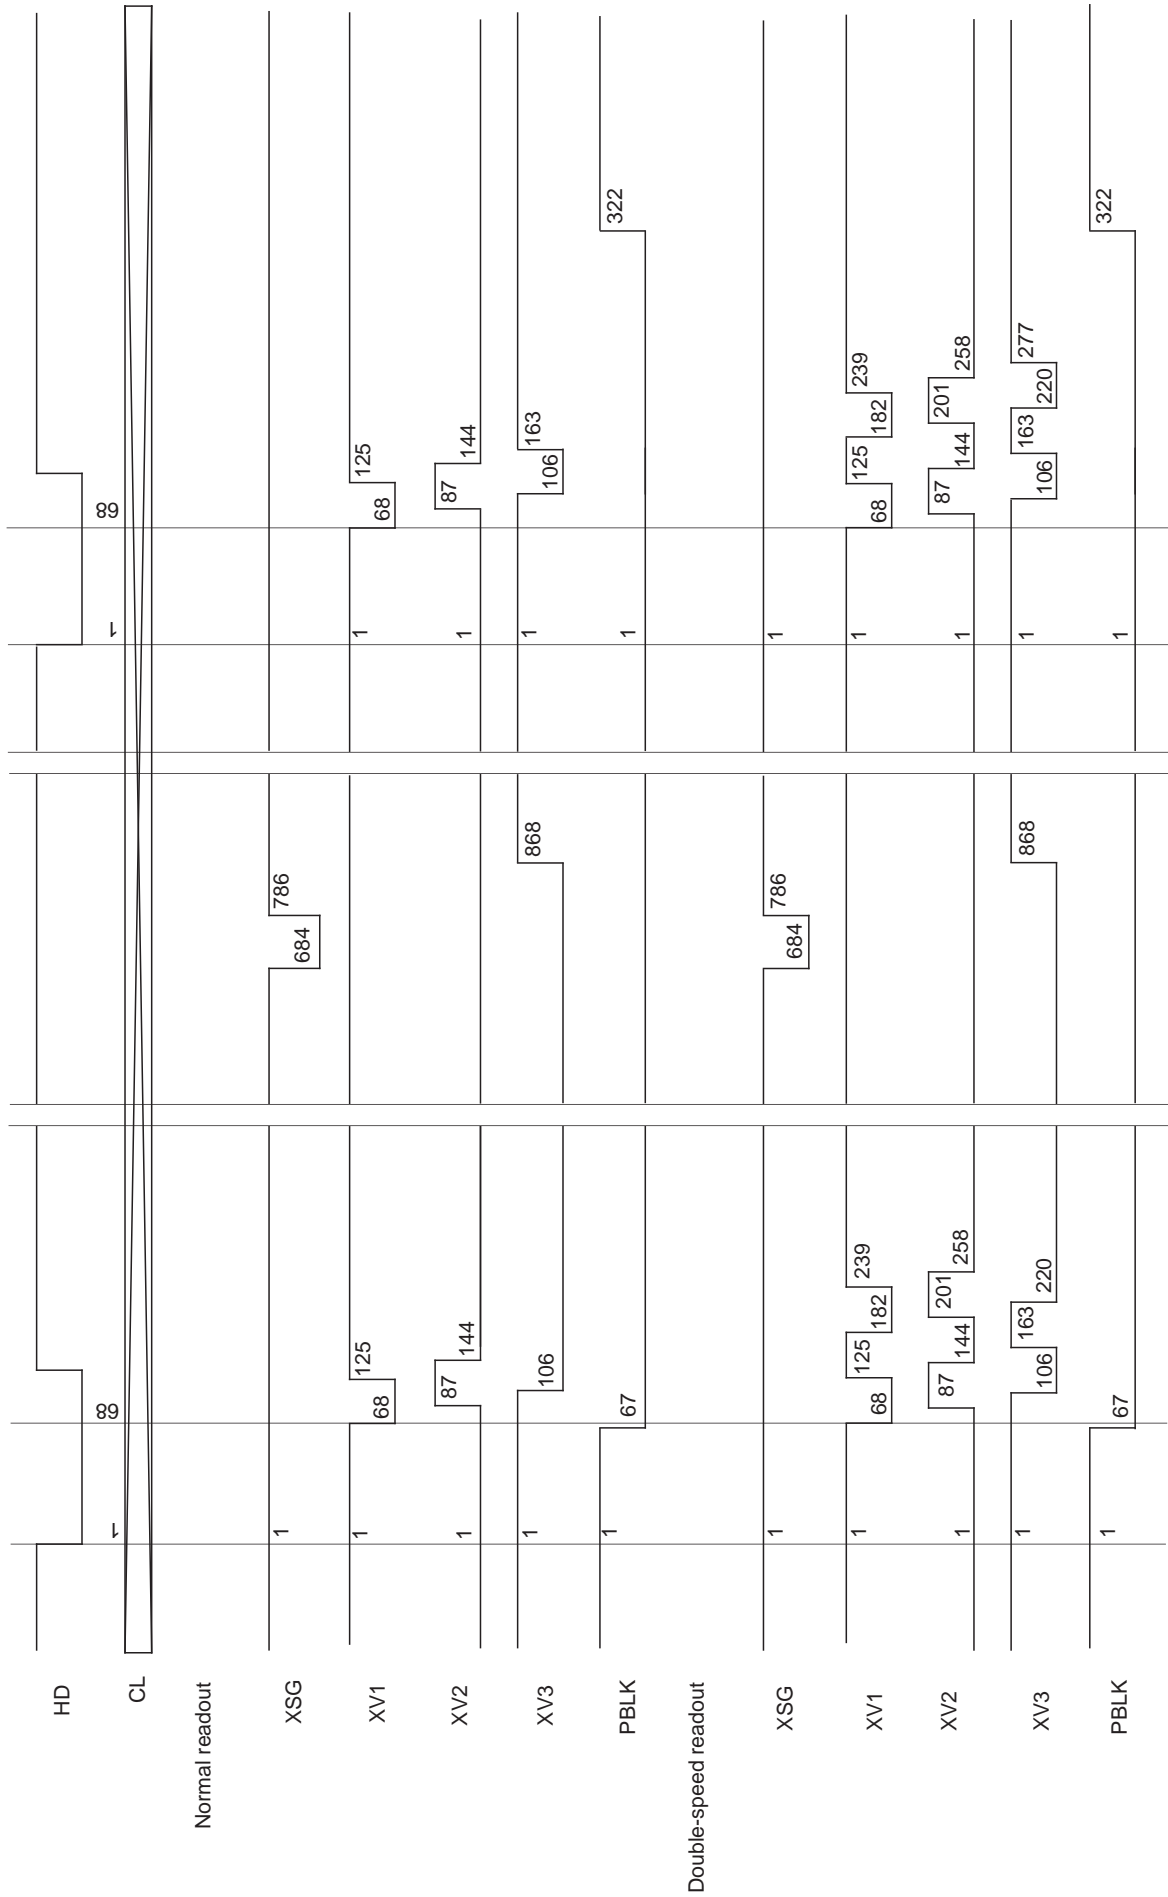 HD
1 68 1 68
CL
Normal readout
XSG 1 684 786
XV1 1 68 125 1 68 125
XV2 1 87 144 1 87 144
XV3 1 106 868 1 106 163
PBLK 1 67 1 322
Double-speed readout
XSG 1 684 786 1
XV1 1 68 125 182 239 1 68 125 182 239
XV2 1 87 144 201 258 1 87 144 201 258
XV3 1 106 163 220 868 1 106 163 220 277
PBLK 1 67 1 322